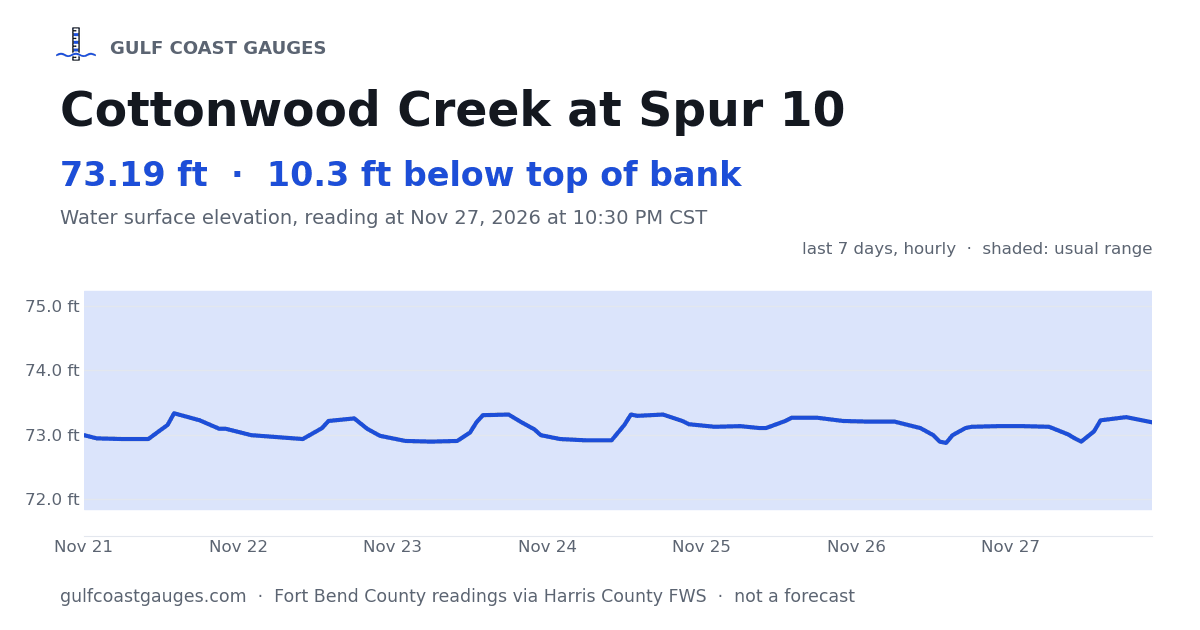 GULF COAST GAUGES
Cottonwood Creek at Spur 10
73.19 ft · 10.3 ft below top of bank
Water surface elevation, reading at Nov 27, 2026 at 10:30 PM CST
last 7 days, hourly · shaded: usual range
75.0 ft
74.0 ft
73.0 ft
72.0 ft
Nov 21 Nov 22 Nov 23 Nov 24 Nov 25 Nov 26 Nov 27
gulfcoastgauges.com · Fort Bend County readings via Harris County FWS · not a forecast